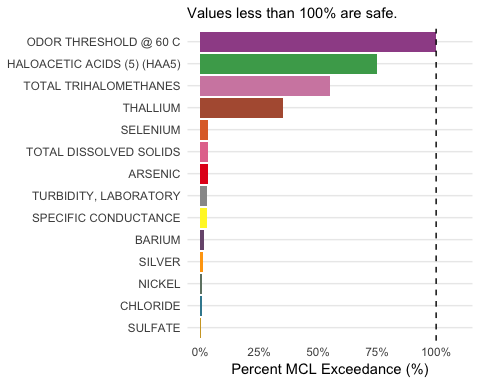 Values less than 100% are safe.
ODOR THRESHOLD @ 60 C
HALOACETIC ACIDS (5) (HAA5)
TOTAL TRIHALOMETHANES
THALLIUM
SELENIUM
TOTAL DISSOLVED SOLIDS
ARSENIC
TURBIDITY, LABORATORY
SPECIFIC CONDUCTANCE
BARIUM
SILVER
NICKEL
CHLORIDE
SULFATE
0% 25% 50% 75% 100%
Percent MCL Exceedance (%)